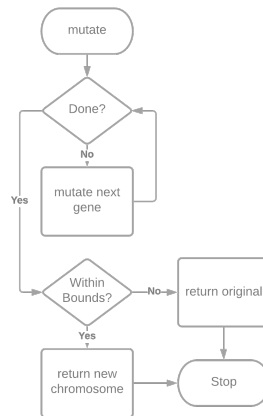 mutate
Done?
No
mutate next
gene
Yes
Within
Bounds?
No
return original
Yes
return new
chromosome
Stop